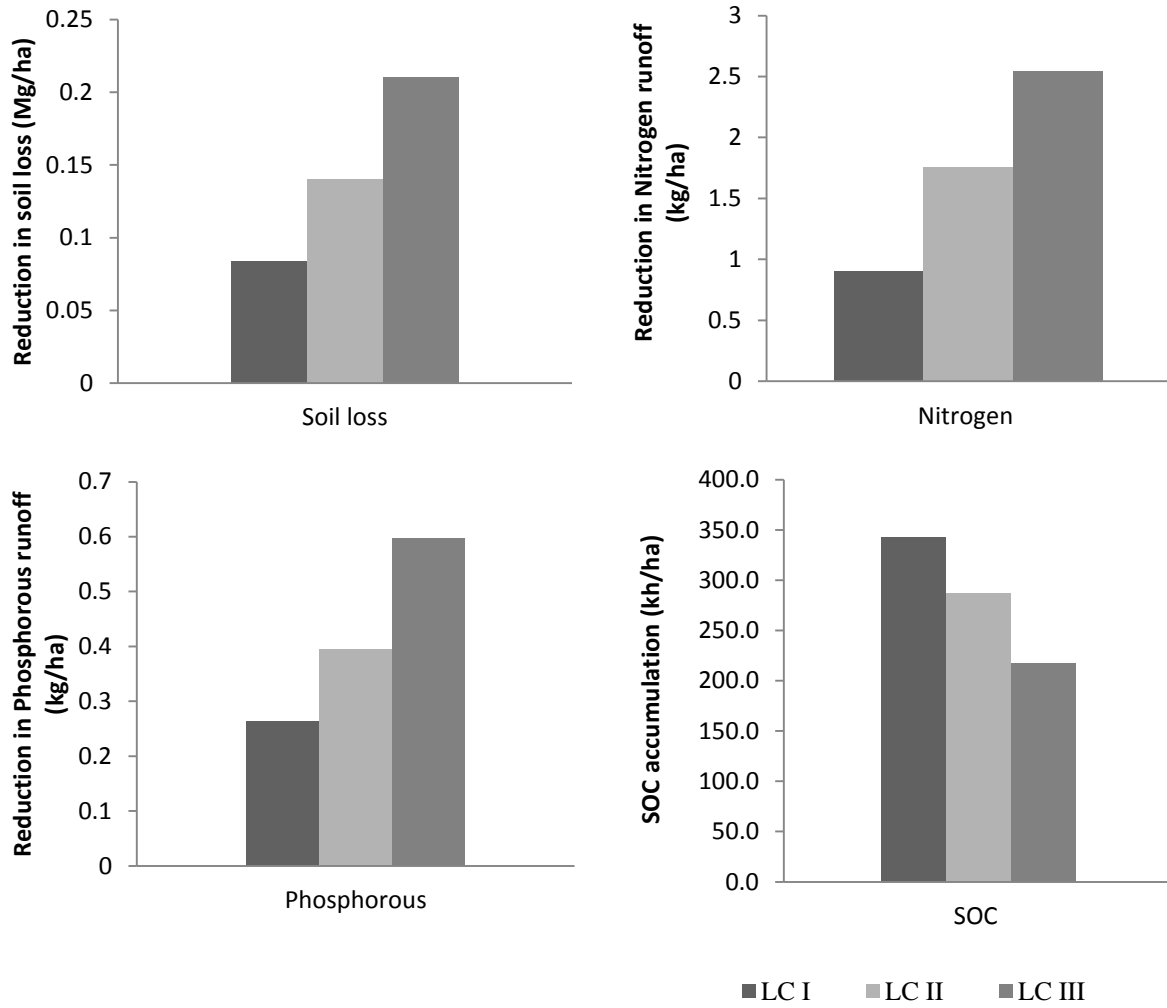 Reduction in soil loss (Mg/ha)
0.25
0.2
0.15
0.1
0.05
0
Soil loss
Reduction in Nitrogen runoff
(kg/ha)
3
2.5
2
1.5
1
0.5
0
Nitrogen
Reduction in Phosphorous runoff
(kg/ha)
0.7
0.6
0.5
0.4
0.3
0.2
0.1
0
Phosphorous
SOC accumulation (kh/ha)
400.0
350.0
300.0
250.0
200.0
150.0
100.0
50.0
0.0
SOC
LC I LC II LC III